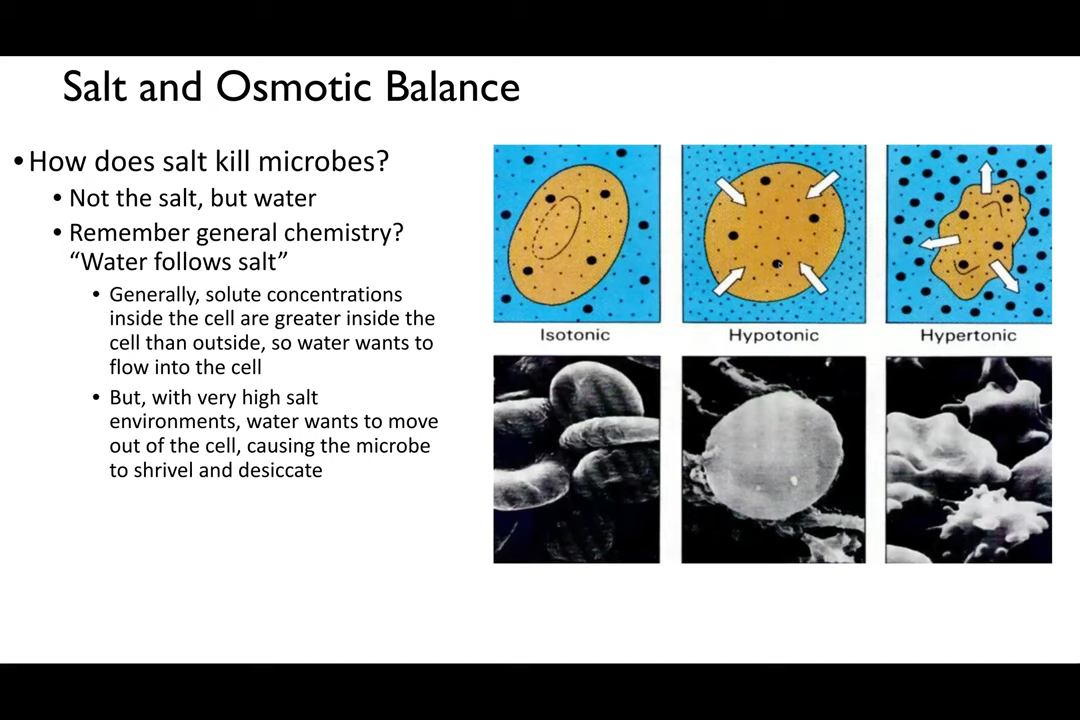 Salt and Osmotic Balance
•How does salt kill microbes?
• Not the salt, but water
• Remember general chemistry?
“Water follows salt”
• Generally, solute concentrations
inside the cell are greater inside the
cell than outside, so water wants to
flow into the cell
• But, with very high salt
environments, water wants to move
out of the cell, causing the microbe
to shrivel and desiccate
Isotonic
Hypotonic
Hypertonic